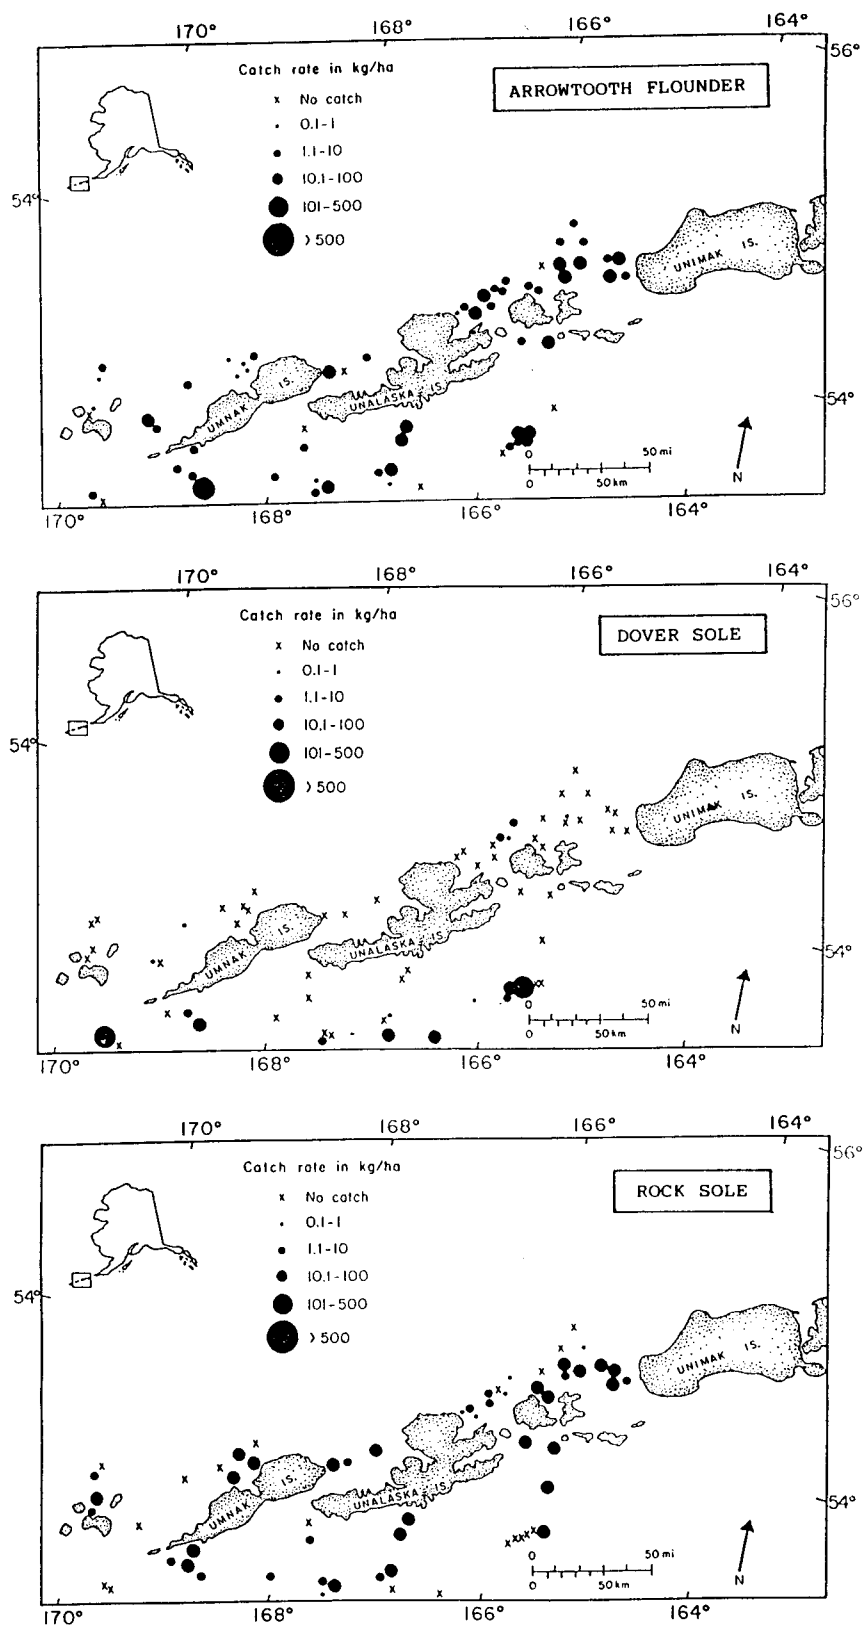 170° 168° 166° 164°
56°
Catch rate in kg/ha
ARROWTOOTH FLOUNDER
x No catch
0.1-1
1.1-10
10.1-100
101-500
>500
54°
UNIMAK IS.
UMNAK IS.
UNALASKA IS.
54°
0 50 mi
0 50km
N
170° 168° 166° 164°
170° 168° 166° 164°
56°
Catch rate in kg/ha
DOVER SOLE
x No catch
0.1-1
1.1-10
10.1-100
101-500
>500
54°
UNIMAK IS.
UMNAK IS.
UNALASKA IS.
54°
0 50 mi
0 50km
N
170° 168° 166° 164°
170° 168° 166° 164°
56°
Catch rate in kg/ha
ROCK SOLE
x No catch
0.1-1
1.1-10
10.1-100
101-500
>500
54°
UNIMAK IS.
UMNAK IS.
UNALASKA IS.
54°
0 50 mi
0 50km
N
170° 168° 166° 164°